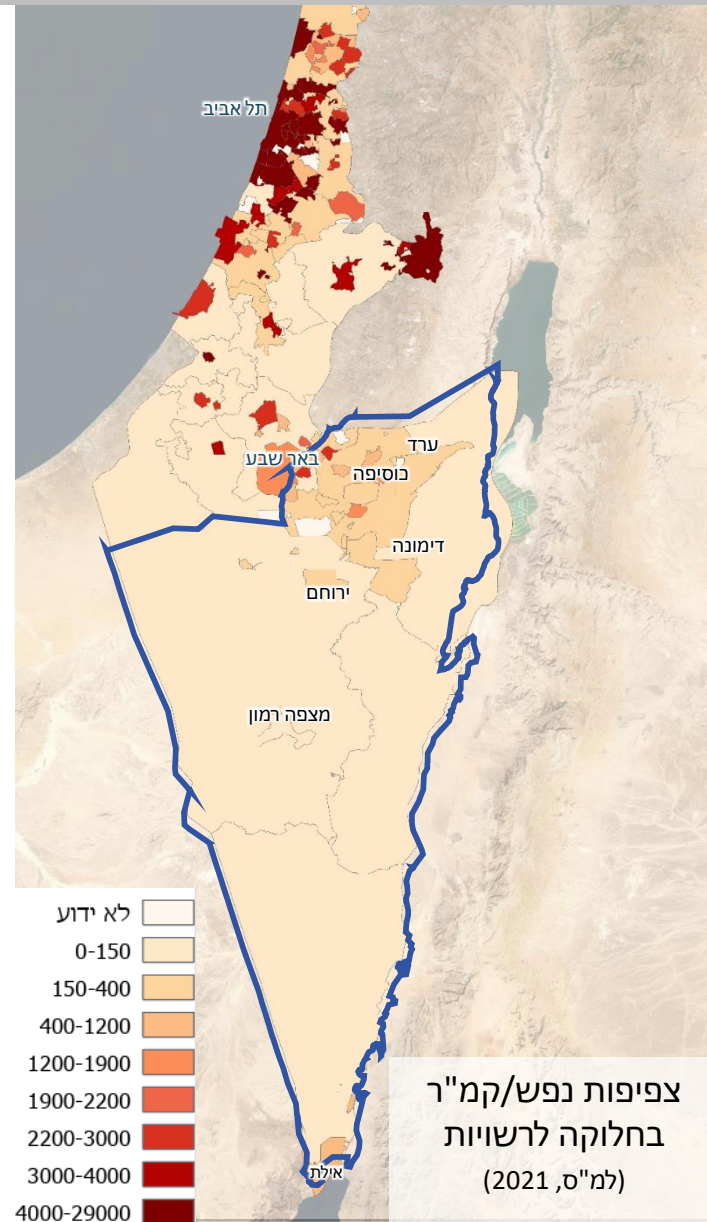 תל אביב
ערד
באר שבע
כוסיפה
דימונה
ירוחם
מצפה רמון
אילת
לא ידוע
0-150
150-400
400-1200
1200-1900
1900-2200
2200-3000
3000-4000
4000-29000
צפיפות נפש/קמ"ר
בחלוקה לרשויות
(למ"ס, 2021)